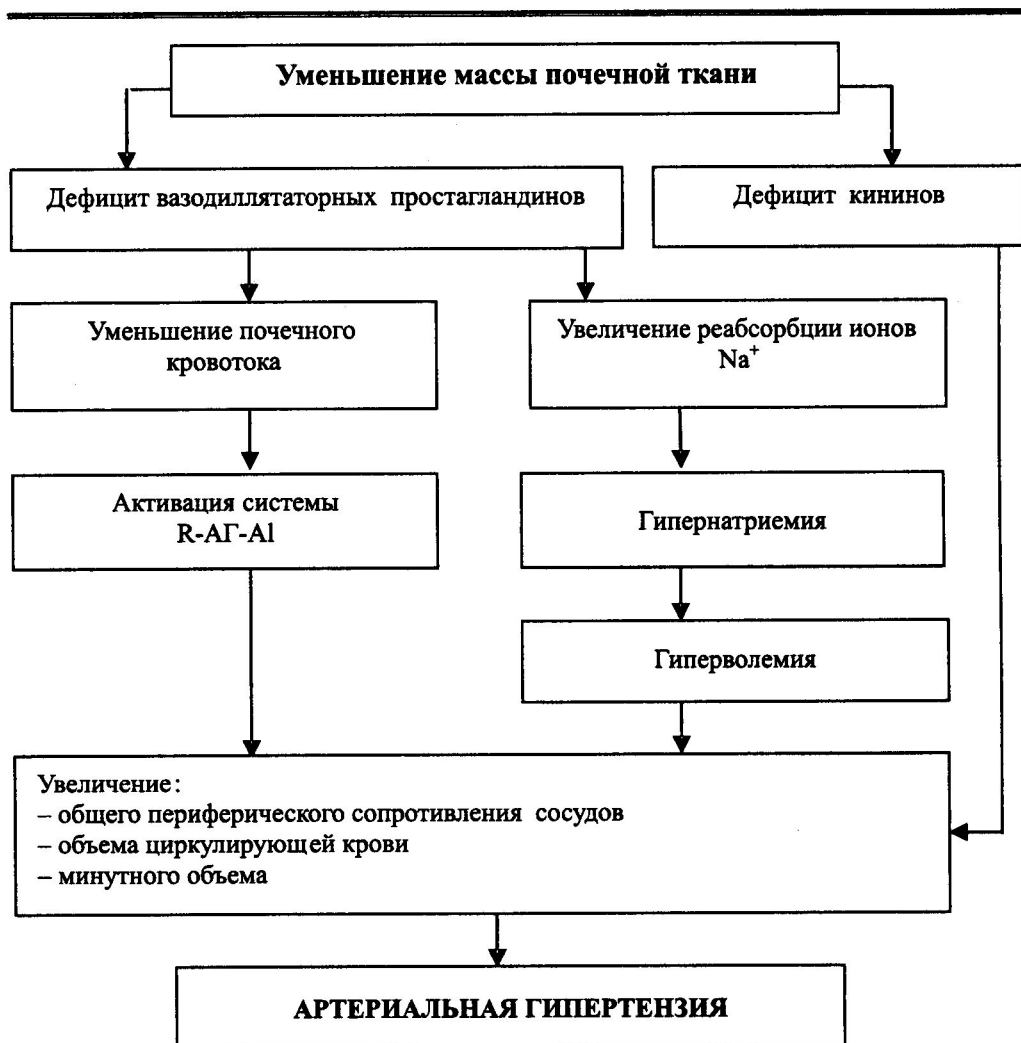 Уменьшение массы почечной ткани
Дефицит вазодиллятаторных простагландинов
Дефицит кининов
Уменьшение почечного
кровотока
Увеличение реабсорбции ионов
Na⁺
Активация системы
R-АГ-Al
Гипернатриемия
Гиперволемия
Увеличение:
– общего периферического сопротивления сосудов
– объема циркулирующей крови
– минутного объема
АРТЕРИАЛЬНАЯ ГИПЕРТЕНЗИЯ